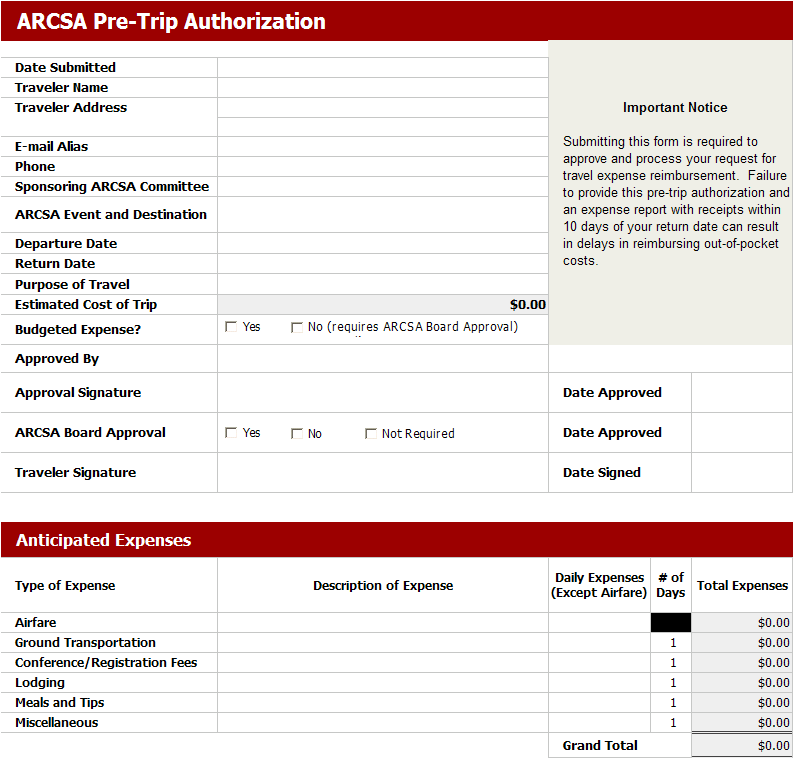 ARCSA Pre-Trip Authorization
Date Submitted
Traveler Name
Traveler Address
E-mail Alias
Phone
Sponsoring ARCSA Committee
ARCSA Event and Destination
Departure Date
Return Date
Purpose of Travel
Estimated Cost of Trip $0.00
Budgeted Expense? Yes No (requires ARCSA Board Approval)
Important Notice
Submitting this form is required to
approve and process your request for
travel expense reimbursement. Failure
to provide this pre-trip authorization and
an expense report with receipts within
10 days of your return date can result
in delays in reimbursing out-of-pocket
costs.
Approved By
Approval Signature Date Approved
ARCSA Board Approval Yes No Not Required Date Approved
Traveler Signature Date Signed
Anticipated Expenses
Type of Expense Description of Expense Daily Expenses (Except Airfare) # of Days Total Expenses
Airfare $0.00
Ground Transportation 1 $0.00
Conference/Registration Fees 1 $0.00
Lodging 1 $0.00
Meals and Tips 1 $0.00
Miscellaneous 1 $0.00
Grand Total $0.00